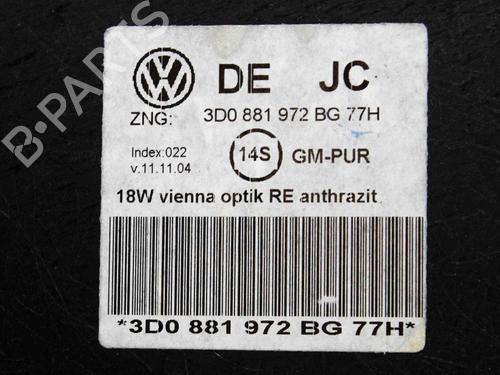 B-PARTS
DE JC
ZNG: 3D0 881 972 BG 77H
Index:022
v.11.11.04
14S GM-PUR
18W vienna optik RE anthrazit
*3D0 881 972 BG 77H*